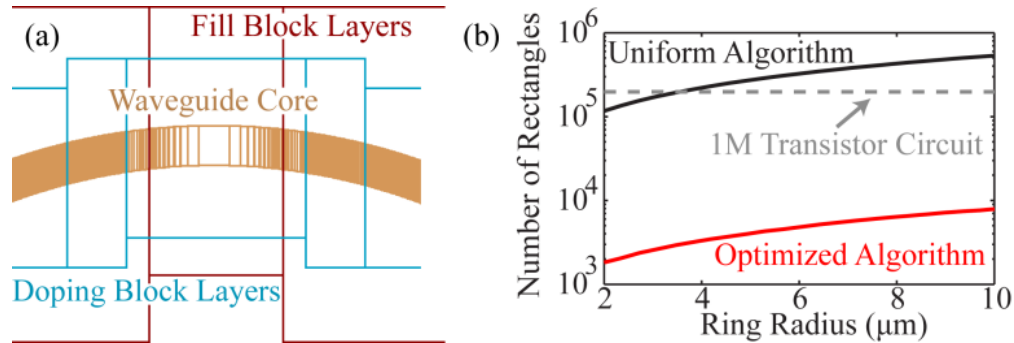 (a)
Fill Block Layers
Waveguide Core
Doping Block Layers
(b)
Number of Rectangles
10^6
10^5
10^4
10^3
Uniform Algorithm
1M Transistor Circuit
Optimized Algorithm
2 4 6 8 10
Ring Radius (μm)